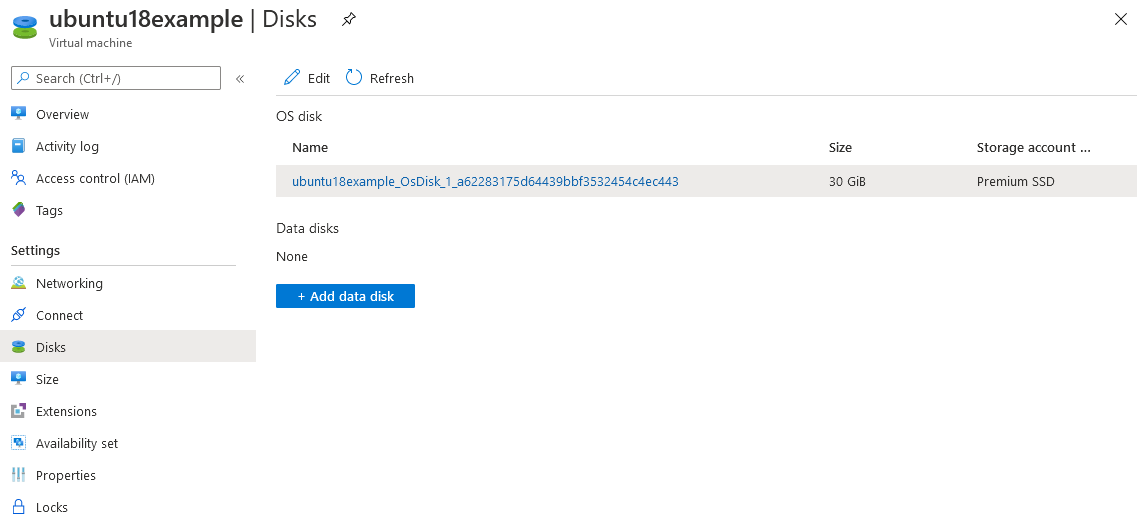 ubuntu18example | Disks
Virtual machine
Search (Ctrl+/)
«
Overview
Activity log
Access control (IAM)
Tags
Settings
Networking
Connect
Disks
Size
Extensions
Availability set
Properties
Locks
Edit Refresh
OS disk
Name Size Storage account ...
ubuntu18example_OsDisk_1_a62283175d64439bbf3532454c4ec443 30 GiB Premium SSD
Data disks
None
+ Add data disk